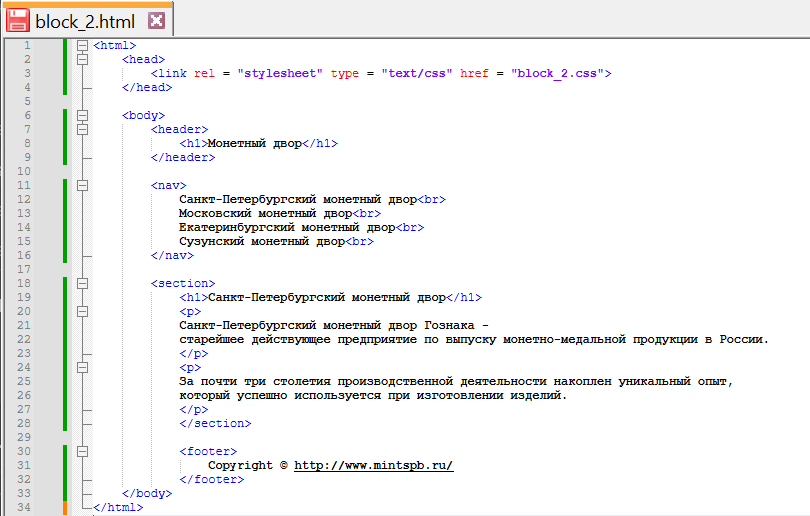 block_2.html
1 <html>
2 <head>
3 <link rel = "stylesheet" type = "text/css" href = "block_2.css">
4 </head>
5
6 <body>
7 <header>
8 <h1>Монетный двор</h1>
9 </header>
10
11 <nav>
12 Санкт-Петербургский монетный двор<br>
13 Московский монетный двор<br>
14 Екатеринбургский монетный двор<br>
15 Сузунский монетный двор<br>
16 </nav>
17
18 <section>
19 <h1>Санкт-Петербургский монетный двор</h1>
20 <p>
21 Санкт-Петербургский монетный двор Гознака -
22 старейшее действующее предприятие по выпуску монетно-медальной продукции в России.
23 </p>
24 <p>
25 За почти три столетия производственной деятельности накоплен уникальный опыт,
26 который успешно используется при изготовлении изделий.
27 </p>
28 </section>
29
30 <footer>
31 Copyright © http://www.mintspb.ru/
32 </footer>
33 </body>
34 </html>